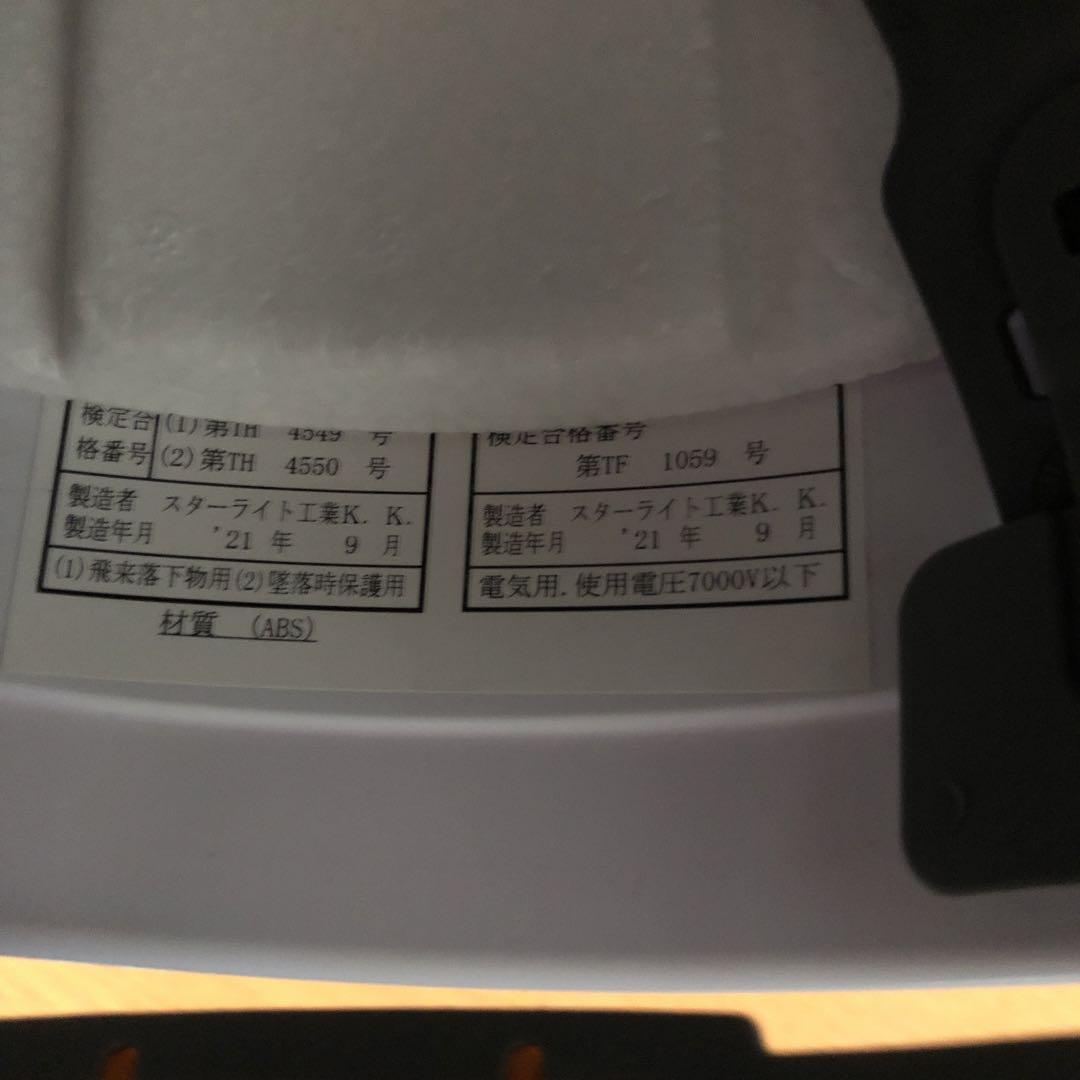 検定合格番号 (1)第TH 4549 号
(2)第TH 4550 号
製造者 スターライト工業K. K.
製造年月 '21 年 9 月
(1)飛来落下物用(2)墜落時保護用
材質 (ABS)
検定合格番号
第TF 1059 号
製造者 スターライト工業K. K.
製造年月 '21 年 9 月
電気用.使用電圧7000V以下